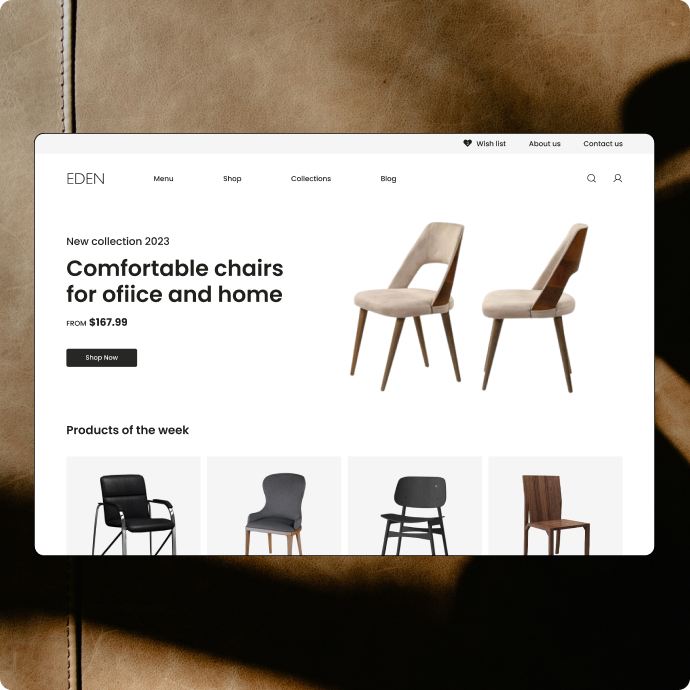 Wish list About us Contact us
EDEN Menu Shop Collections Blog
New collection 2023
Comfortable chairs
for ofiice and home
FROM $167.99
Shop Now
Products of the week